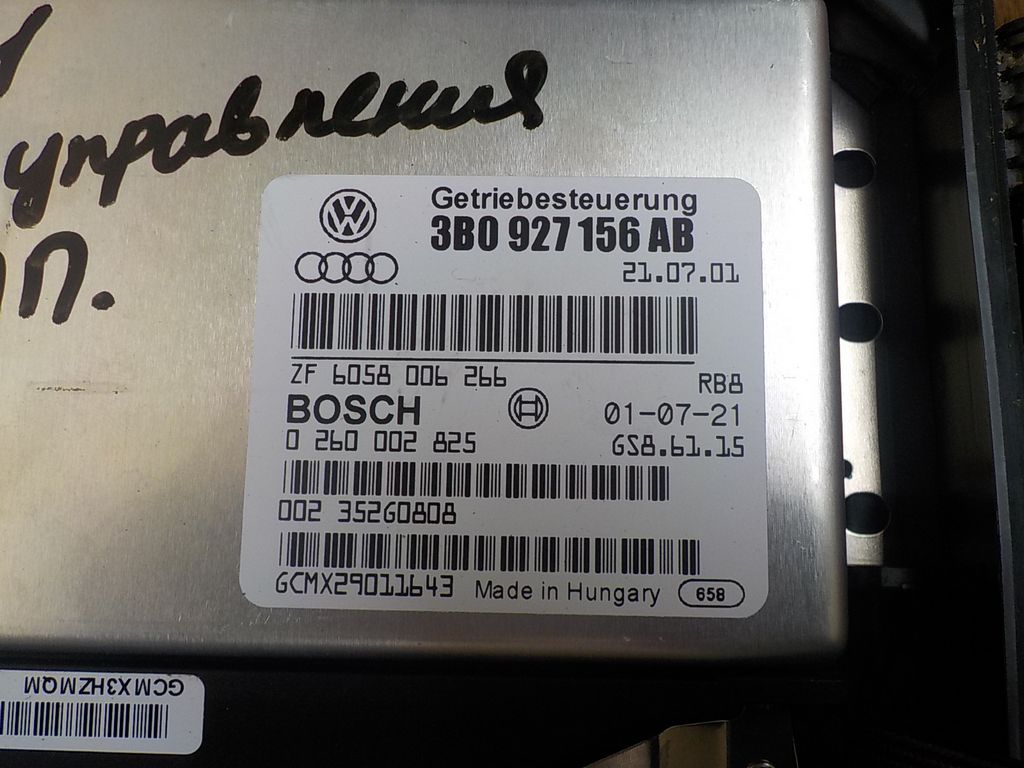 управления
П.
Getriebesteuerung
3B0 927 156 AB
21.07.01
ZF 6058 006 266
RB8
BOSCH
01-07-21
0 260 002 825
GS8.61.15
002 35260808
GCMX29011643 Made in Hungary 658
GCMX3HZMQM